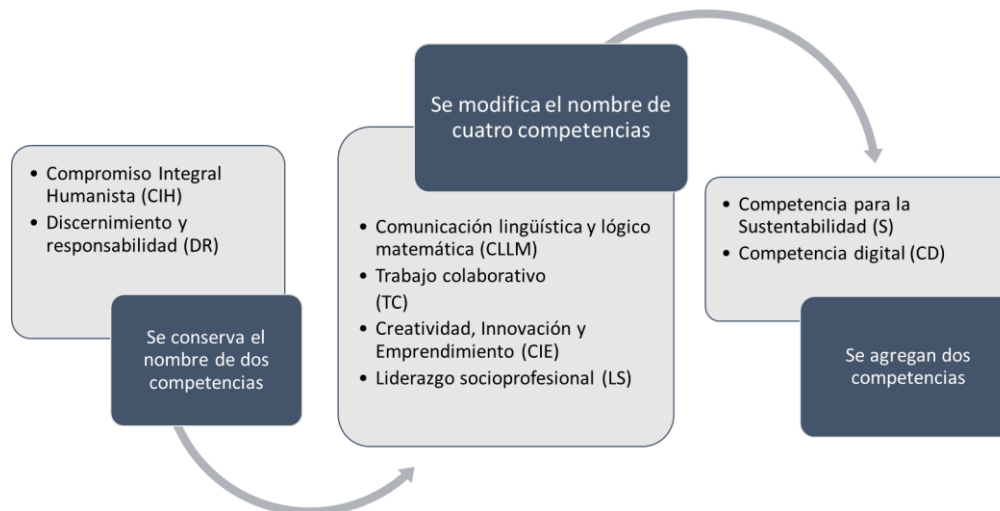 • Compromiso Integral
Humanista (CIH)
• Discernimiento y
responsabilidad (DR)
Se conserva el
nombre de dos
competencias
Se modifica el nombre de
cuatro competencias
• Comunicación lingüística y lógico
matemática (CLLM)
• Trabajo colaborativo
(TC)
• Creatividad, Innovación y
Emprendimiento (CIE)
• Liderazgo socioprofesional (LS)
• Competencia para la
Sustentabilidad (S)
• Competencia digital (CD)
Se agregan dos
competencias